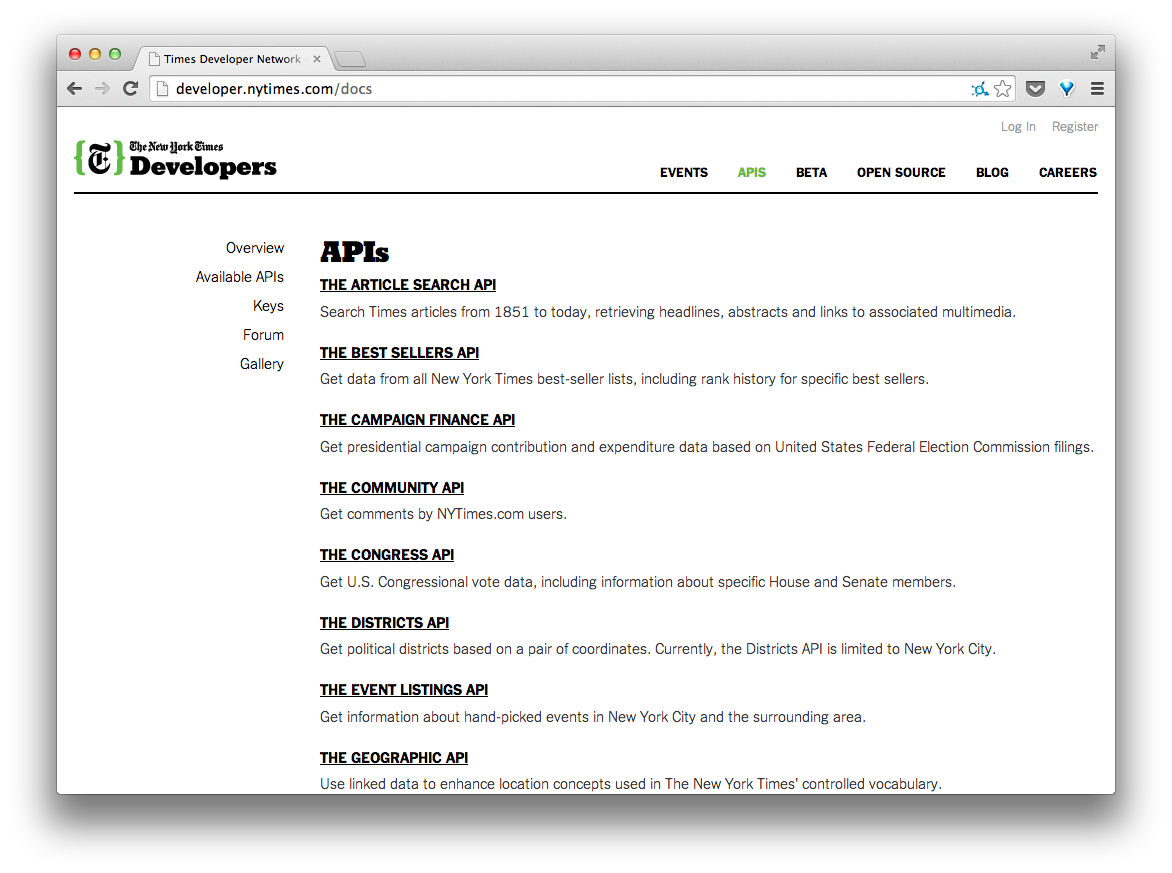 Times Developer Network
developer.nytimes.com/docs
Log In Register
{T} The New York Times
Developers
EVENTS APIS BETA OPEN SOURCE BLOG CAREERS
Overview
Available APIs
Keys
Forum
Gallery
APIs
THE ARTICLE SEARCH API
Search Times articles from 1851 to today, retrieving headlines, abstracts and links to associated multimedia.
THE BEST SELLERS API
Get data from all New York Times best-seller lists, including rank history for specific best sellers.
THE CAMPAIGN FINANCE API
Get presidential campaign contribution and expenditure data based on United States Federal Election Commission filings.
THE COMMUNITY API
Get comments by NYTimes.com users.
THE CONGRESS API
Get U.S. Congressional vote data, including information about specific House and Senate members.
THE DISTRICTS API
Get political districts based on a pair of coordinates. Currently, the Districts API is limited to New York City.
THE EVENT LISTINGS API
Get information about hand-picked events in New York City and the surrounding area.
THE GEOGRAPHIC API
Use linked data to enhance location concepts used in The New York Times' controlled vocabulary.